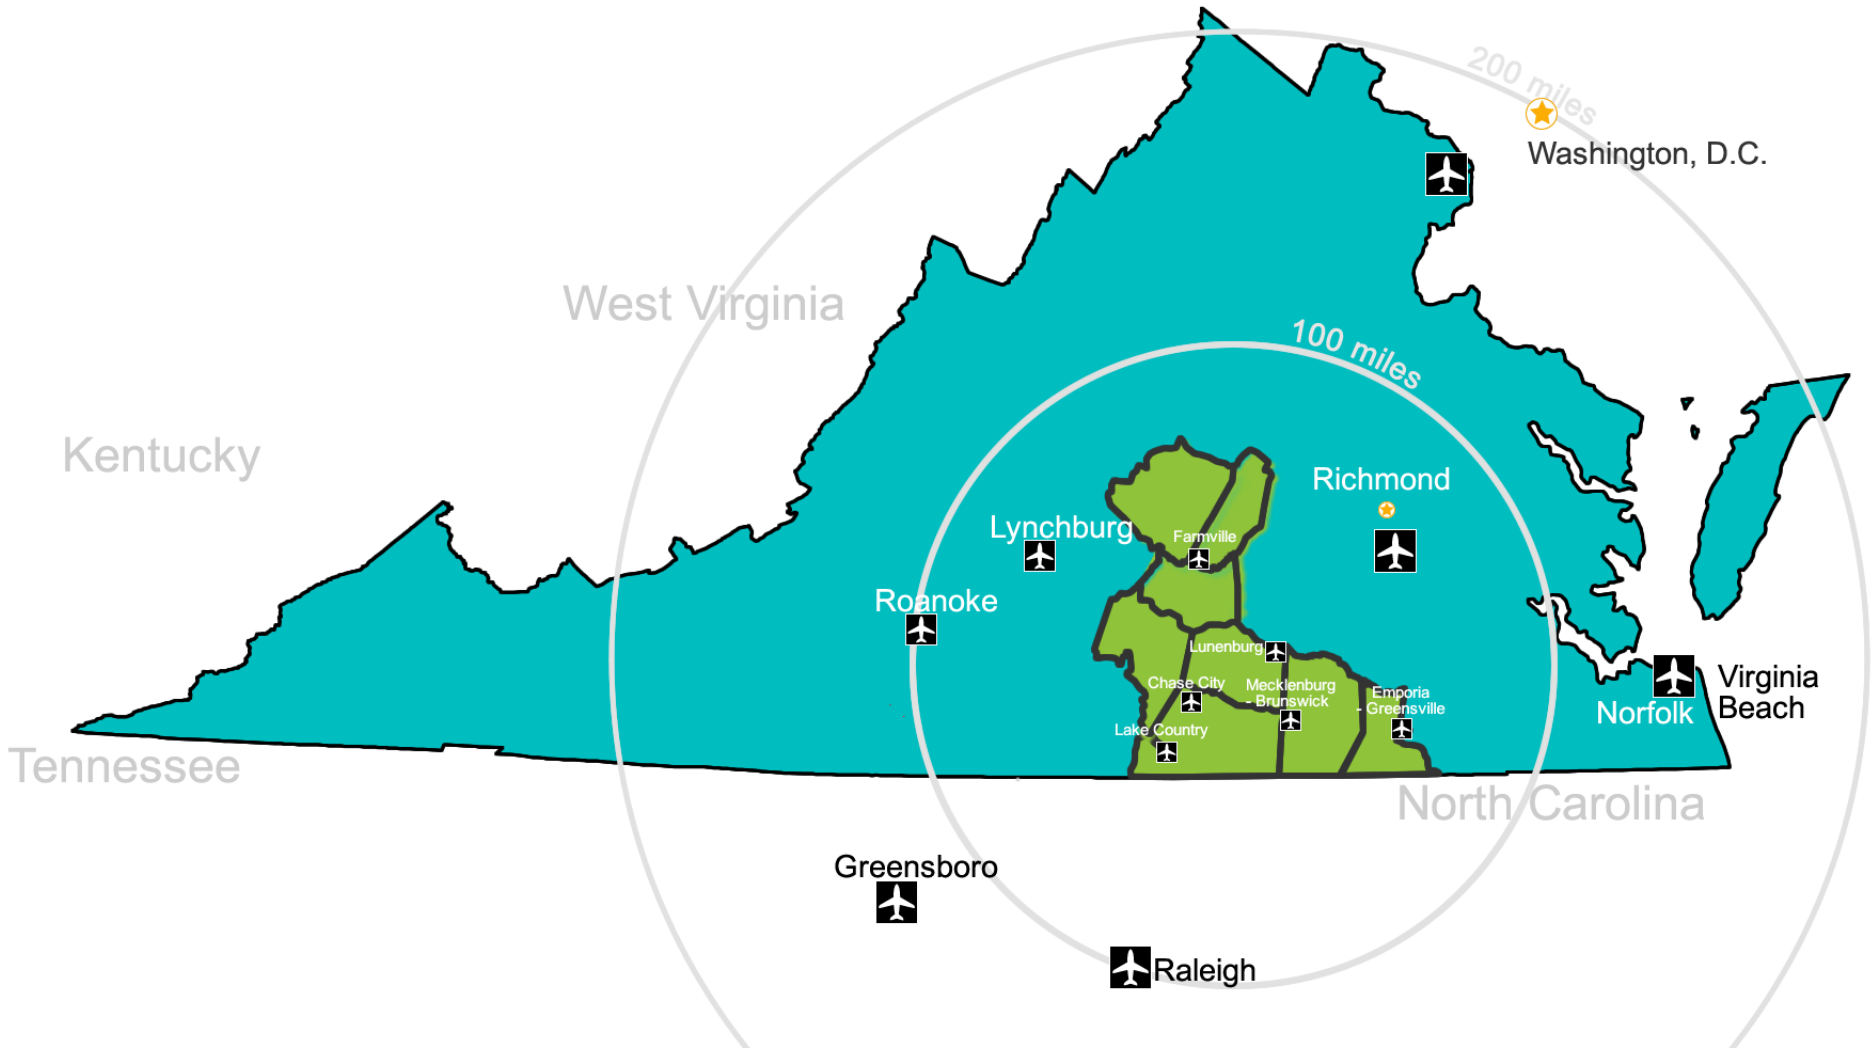 200 miles
Washington, D.C.
West Virginia
100 miles
Kentucky
Richmond
Lynchburg
Farmville
Roanoke
Lunenburg
Chase City
Mecklenburg
- Brunswick
Emporia
- Greensville
Lake Country
Virginia
Beach
Norfolk
Tennessee
North Carolina
Greensboro
Raleigh